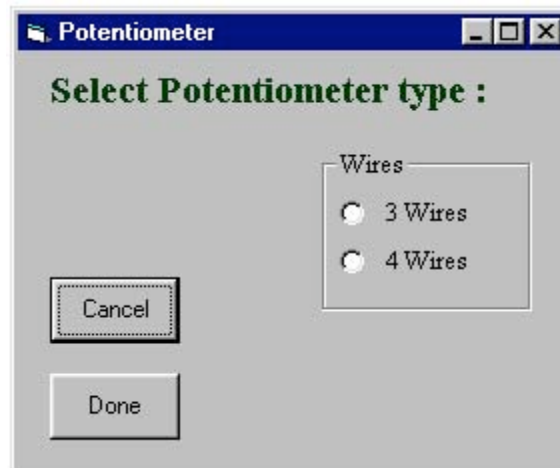 Potentiometer
Select Potentiometer type :
Wires
3 Wires
4 Wires
Cancel
Done